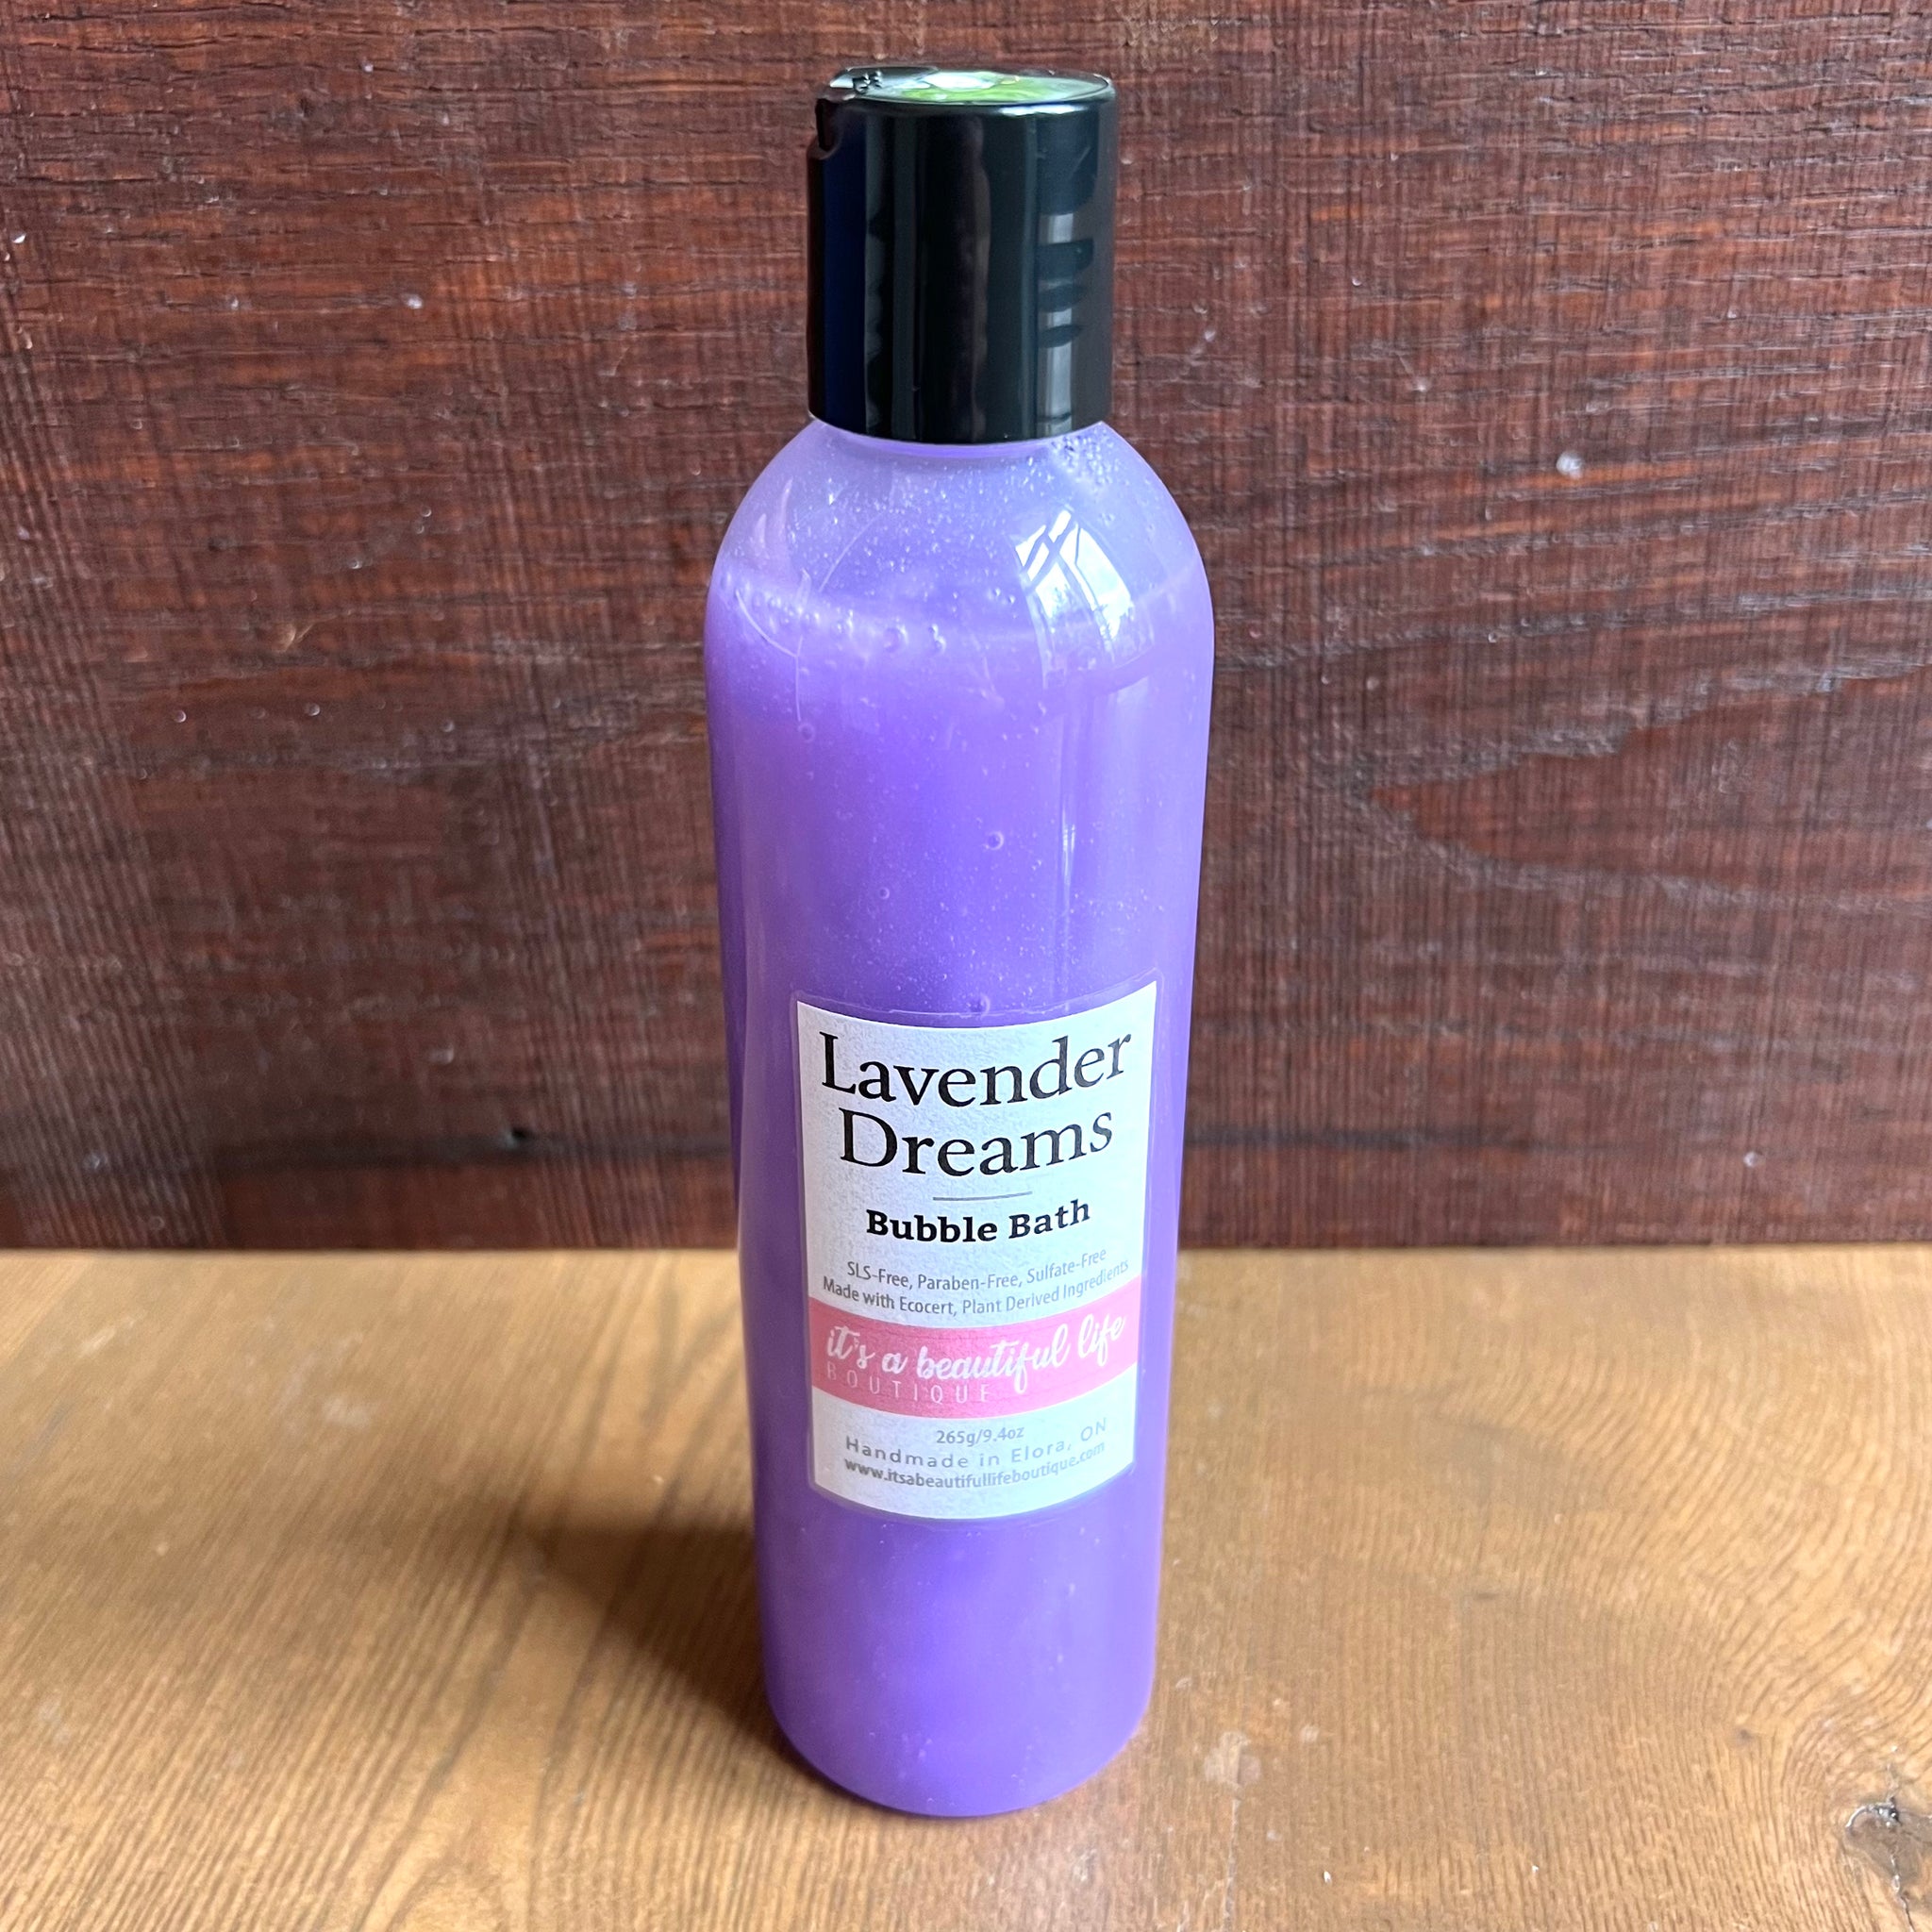 Lavender
Dreams
Bubble Bath
SLS-Free, Paraben-Free, Sulfate-Free
Made with Ecocert, Plant Derived Ingredients
it's a beautiful life
BOUTIQUE
265g/9.4oz
Handmade in Elora, ON
www.itsabeautifullifeboutique.com